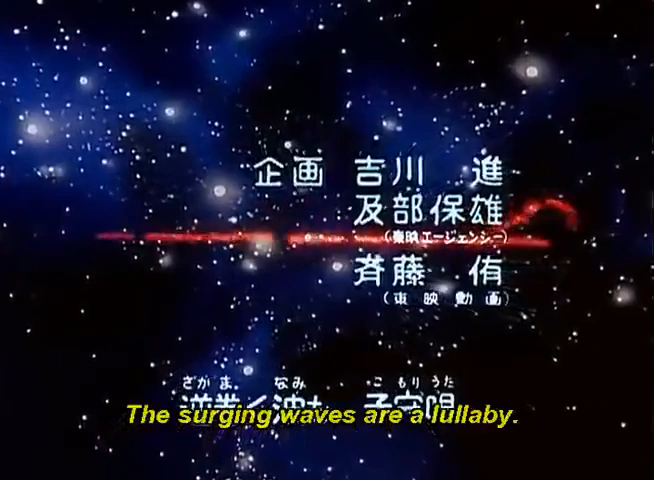 企画 吉川 進
及部保雄
(東映エージェンシー)
斉藤 侑
(東映動画)
さかま なみ こ もり うた
逆巻く波も 子守唄
The surging waves are a lullaby.